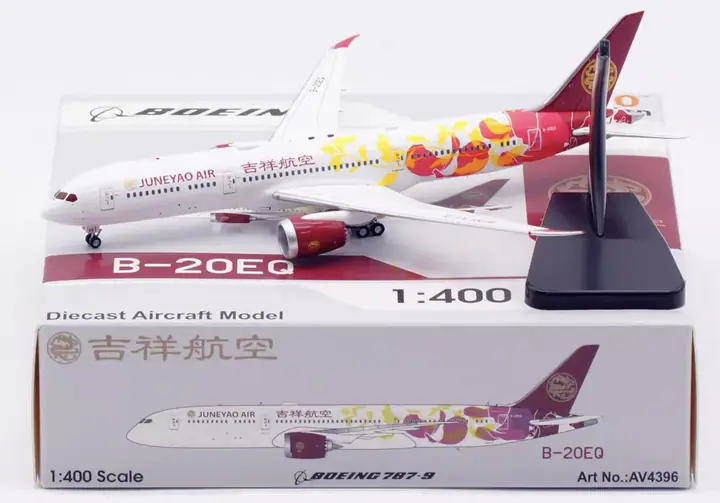 BOEIN
JUNEYAO AIR 吉祥航空
B-20EQ
1:400
Diecast Aircraft Model
吉祥航空
JUNEYAO AIR 吉祥航空
B-20EQ
1:400 Scale
BOEING 787-9
Art No.:AV4396